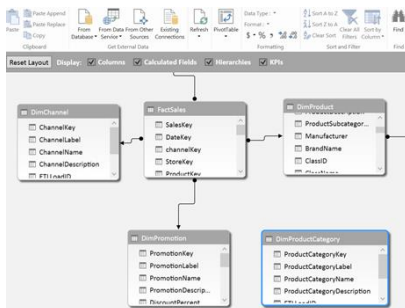 Paste Append
Paste
Paste Replace
Copy
Clipboard
From Database
From Data Service
From Other Sources
Existing Connections
Get External Data
Refresh
PivotTable
Data Type:
Format:
$ % ,
Formatting
Sort A to Z
Sort Z to A
Clear Sort
Clear All Filters
Sort by Column
Sort and Filter
Find
Find
Reset Layout Display: Columns Calculated Fields Hierarchies KPIs
DimChannel
ChannelKey
ChannelLabel
ChannelName
ChannelDescription
ETLLoadID
FactSales
SalesKey
DateKey
channelKey
StoreKey
ProductKey
DimProduct
ProductDescription
ProductSubcategor...
Manufacturer
BrandName
ClassID
ClassName
DimPromotion
PromotionKey
PromotionLabel
PromotionName
PromotionDescrip...
DiscountPercent
DimProductCategory
ProductCategoryKey
ProductCategoryLabel
ProductCategoryName
ProductCategoryDescription
ETLLoadID